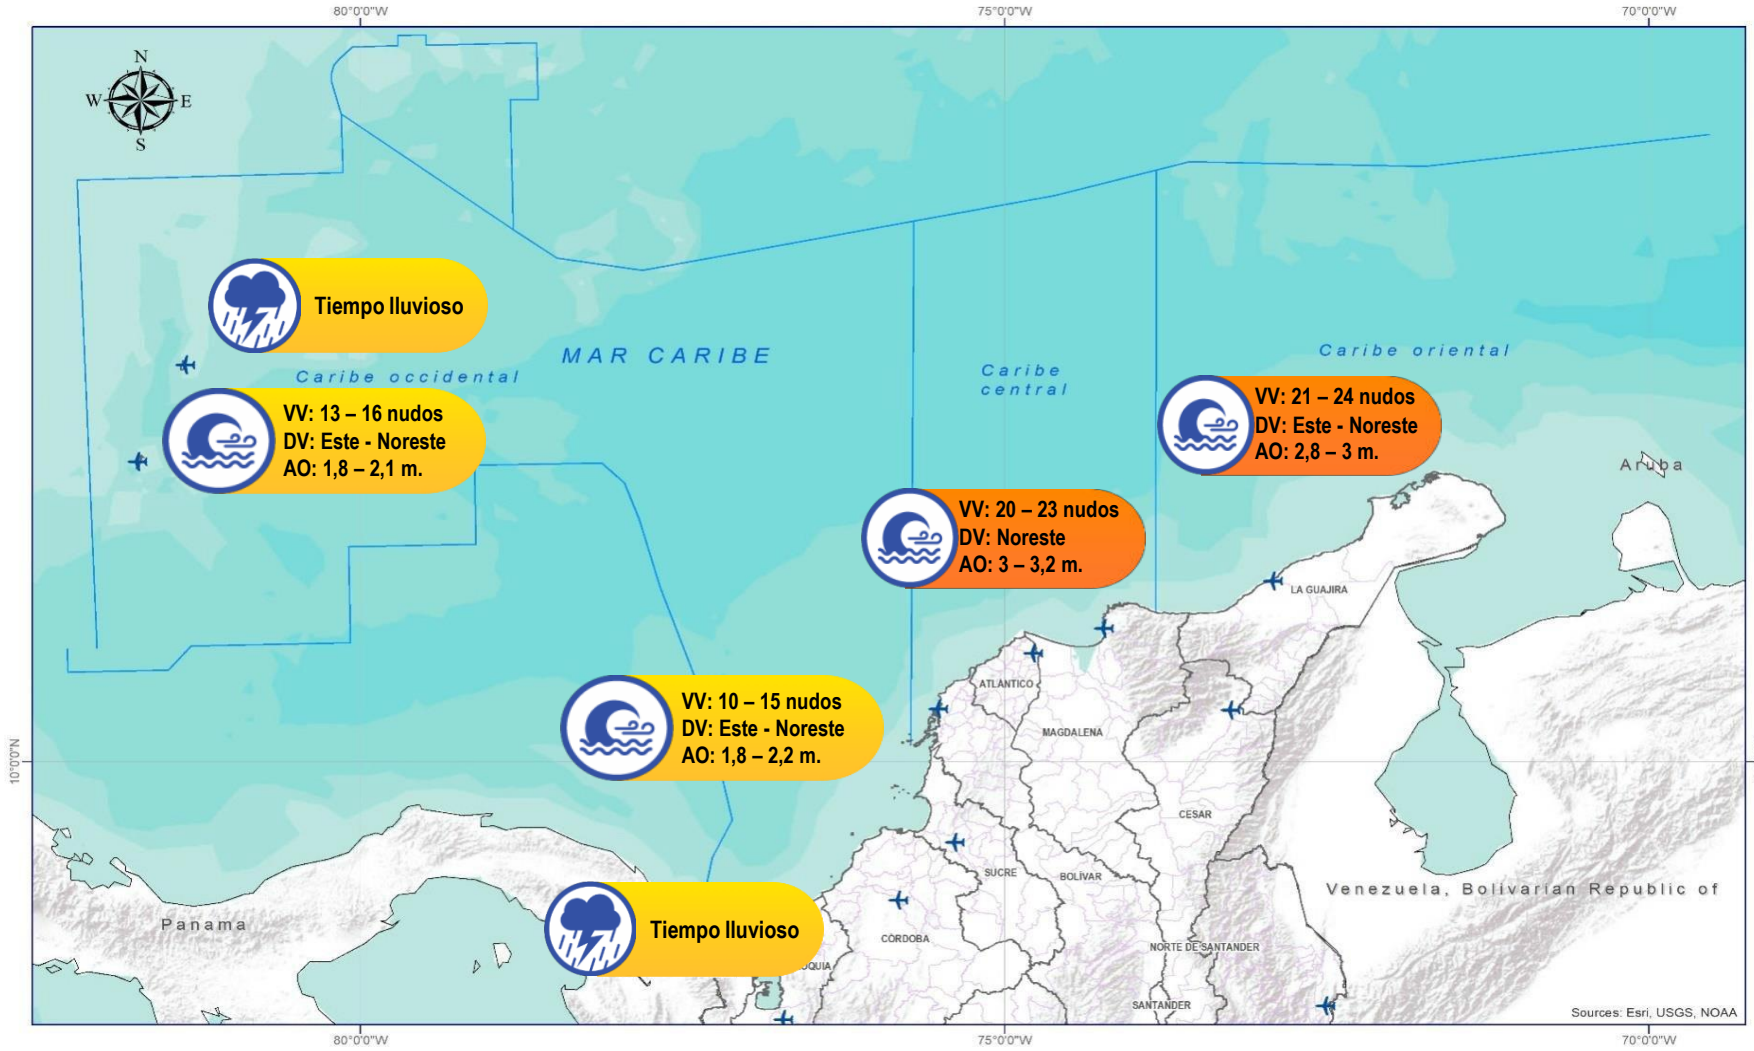 80°0'0"W
75°0'0"W
70°0'0"W
N
W
E
S
Tiempo lluvioso
MAR CARIBE
Caribe oriental
Caribe occidental
Caribe
central
VV: 13 – 16 nudos
DV: Este - Noreste
AO: 1,8 – 2,1 m.
VV: 21 – 24 nudos
DV: Este - Noreste
AO: 2,8 – 3 m.
Aruba
VV: 20 – 23 nudos
DV: Noreste
AO: 3 – 3,2 m.
LA GUAJIRA
ATLÁNTICO
VV: 10 – 15 nudos
DV: Este - Noreste
AO: 1,8 – 2,2 m.
MAGDALENA
10°0'0"N
CESAR
SUCRE
BOLÍVAR
Venezuela, Bolivarian Republic of
Panama
Tiempo lluvioso
CÓRDOBA
NORTE DE SANTANDER
OQUIA
SANTANDER
Sources: Esri, USGS, NOAA
80°0'0"W
75°0'0"W
70°0'0"W